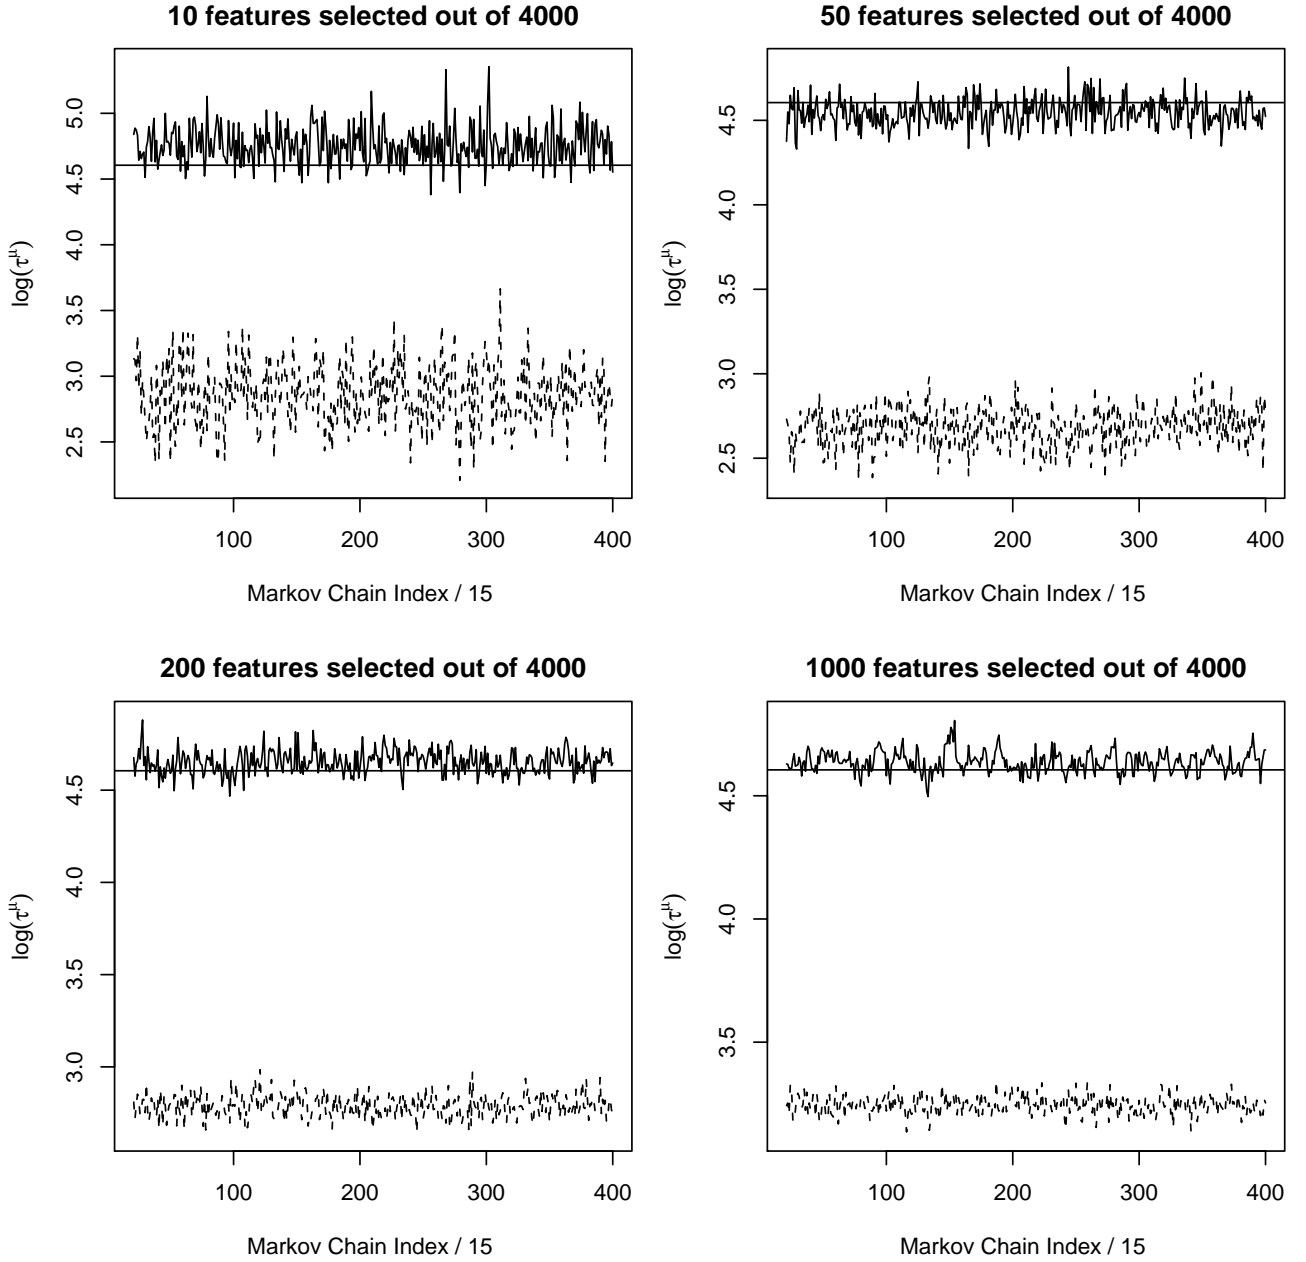 10 features selected out of 4000
log(τ^μ)
5.0
4.5
4.0
3.5
3.0
2.5
100 200 300 400
Markov Chain Index / 15
50 features selected out of 4000
log(τ^μ)
4.5
4.0
3.5
3.0
2.5
100 200 300 400
Markov Chain Index / 15
200 features selected out of 4000
log(τ^μ)
4.5
4.0
3.5
3.0
100 200 300 400
Markov Chain Index / 15
1000 features selected out of 4000
log(τ^μ)
4.5
4.0
3.5
100 200 300 400
Markov Chain Index / 15